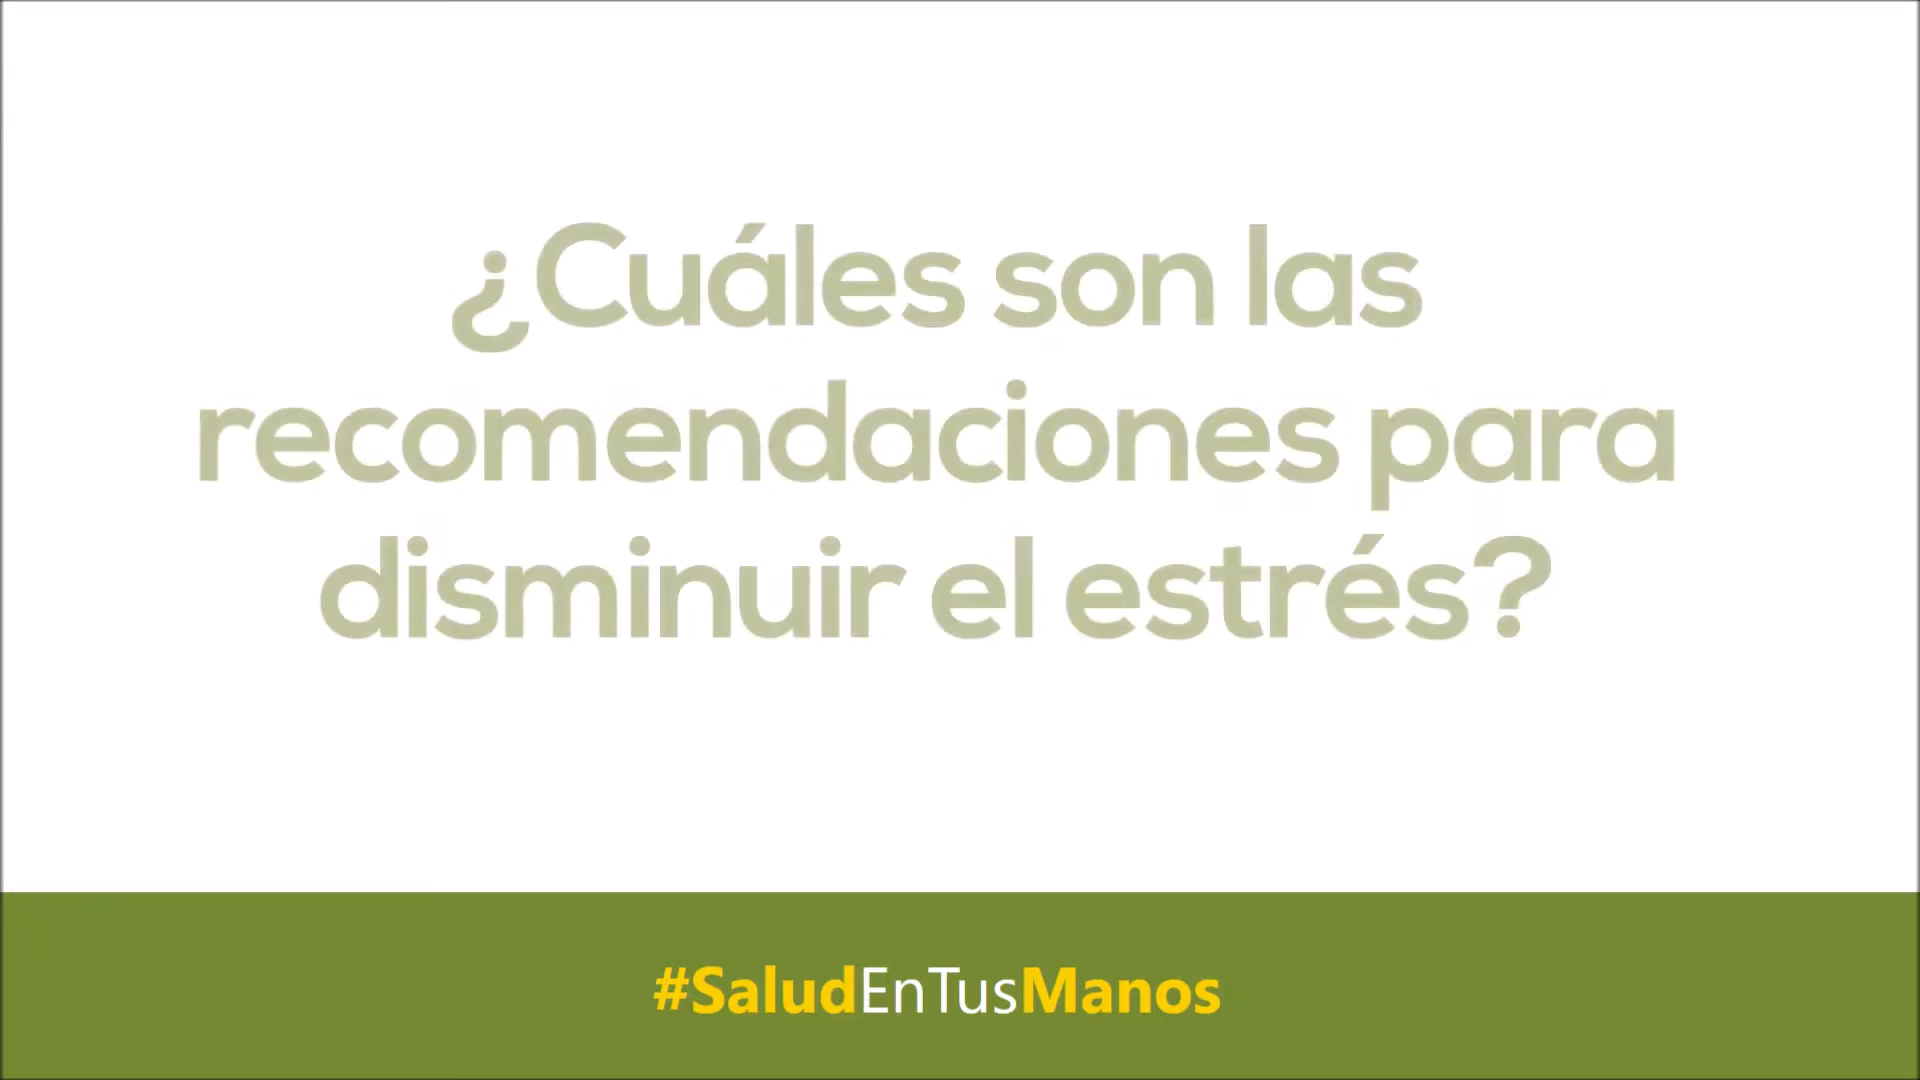 ¿Cuáles son las
recomendaciones para
disminuir el estrés?
#SaludEnTusManos